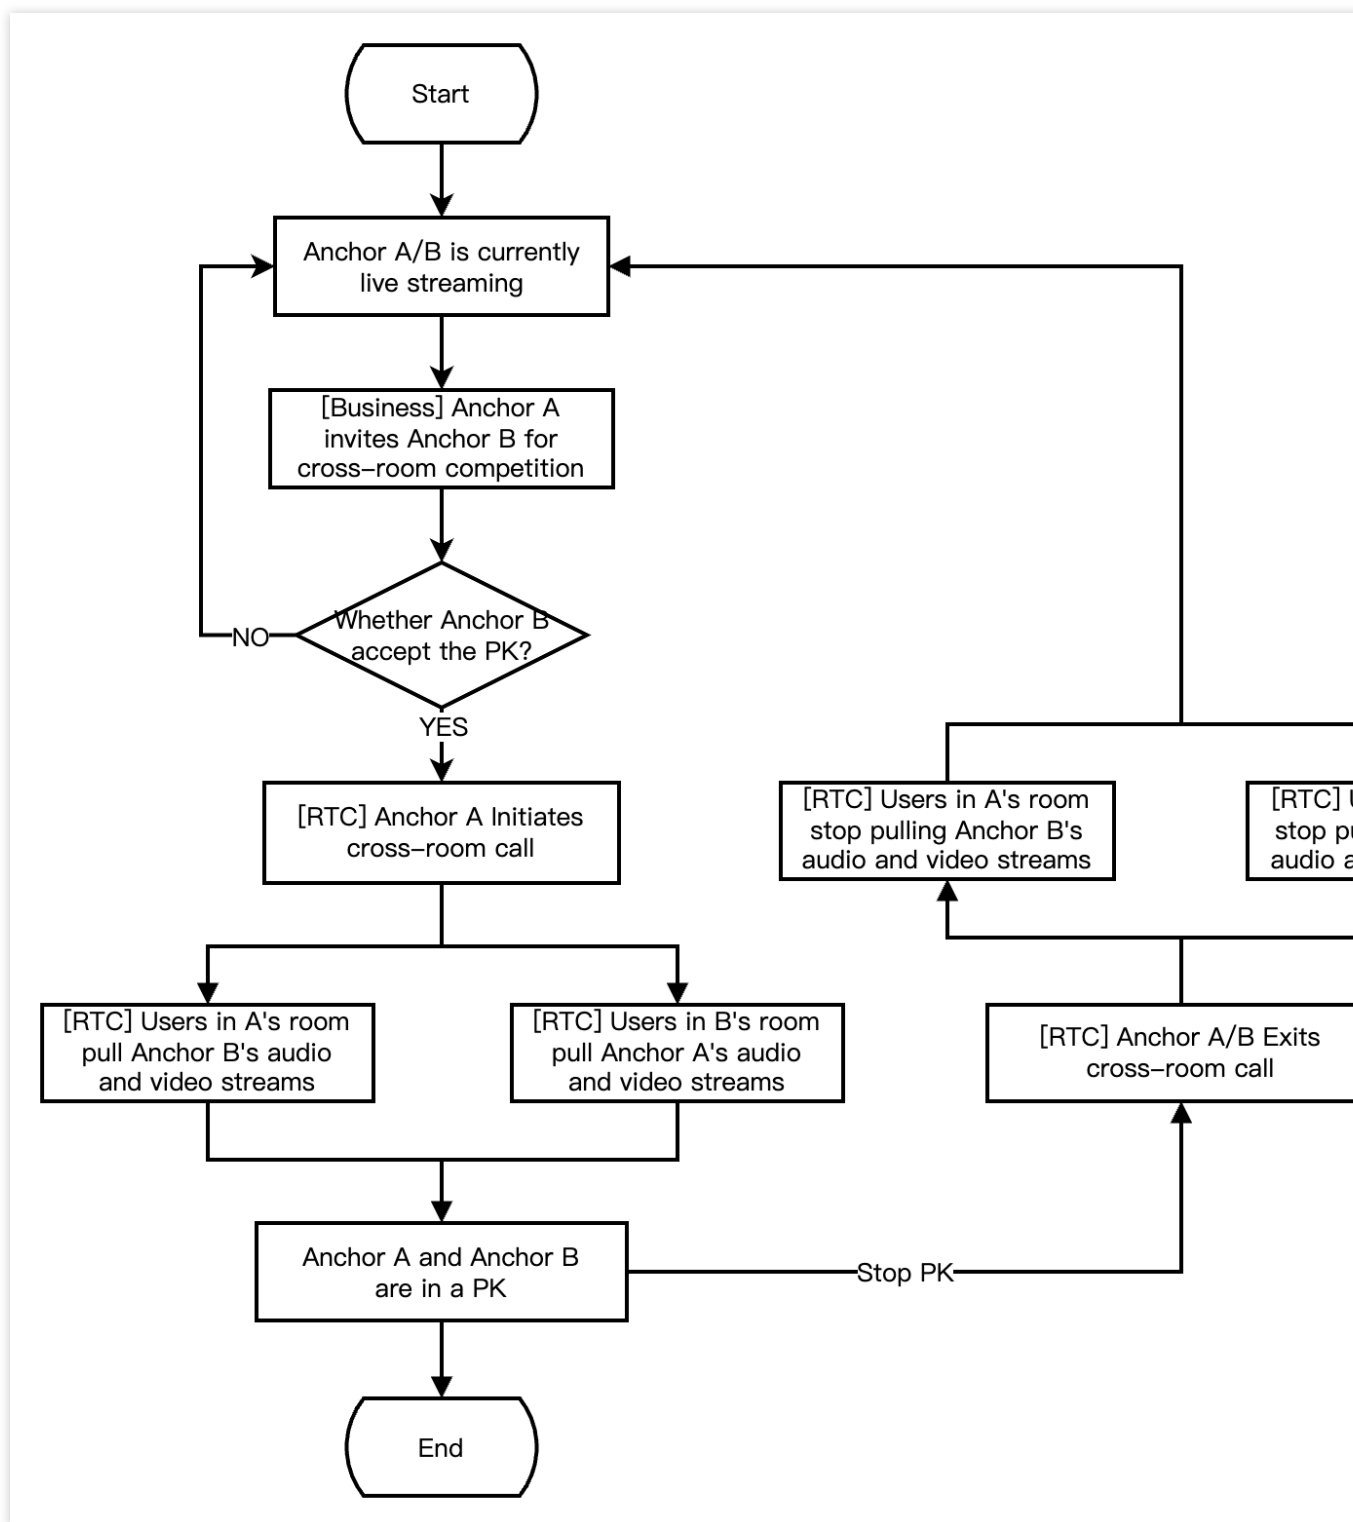 Start
Anchor A/B is currently
live streaming
[Business] Anchor A
invites Anchor B for
cross–room competition
Whether Anchor B
accept the PK?
NO
YES
[RTC] Anchor A Initiates
cross–room call
[RTC] Users in A's room
stop pulling Anchor B's
audio and video streams
[RTC]
stop
audio
[RTC] Users in A's room
pull Anchor B's audio
and video streams
[RTC] Users in B's room
pull Anchor A's audio
and video streams
[RTC] Anchor A/B Exits
cross–room call
Anchor A and Anchor B
are in a PK
Stop PK
End